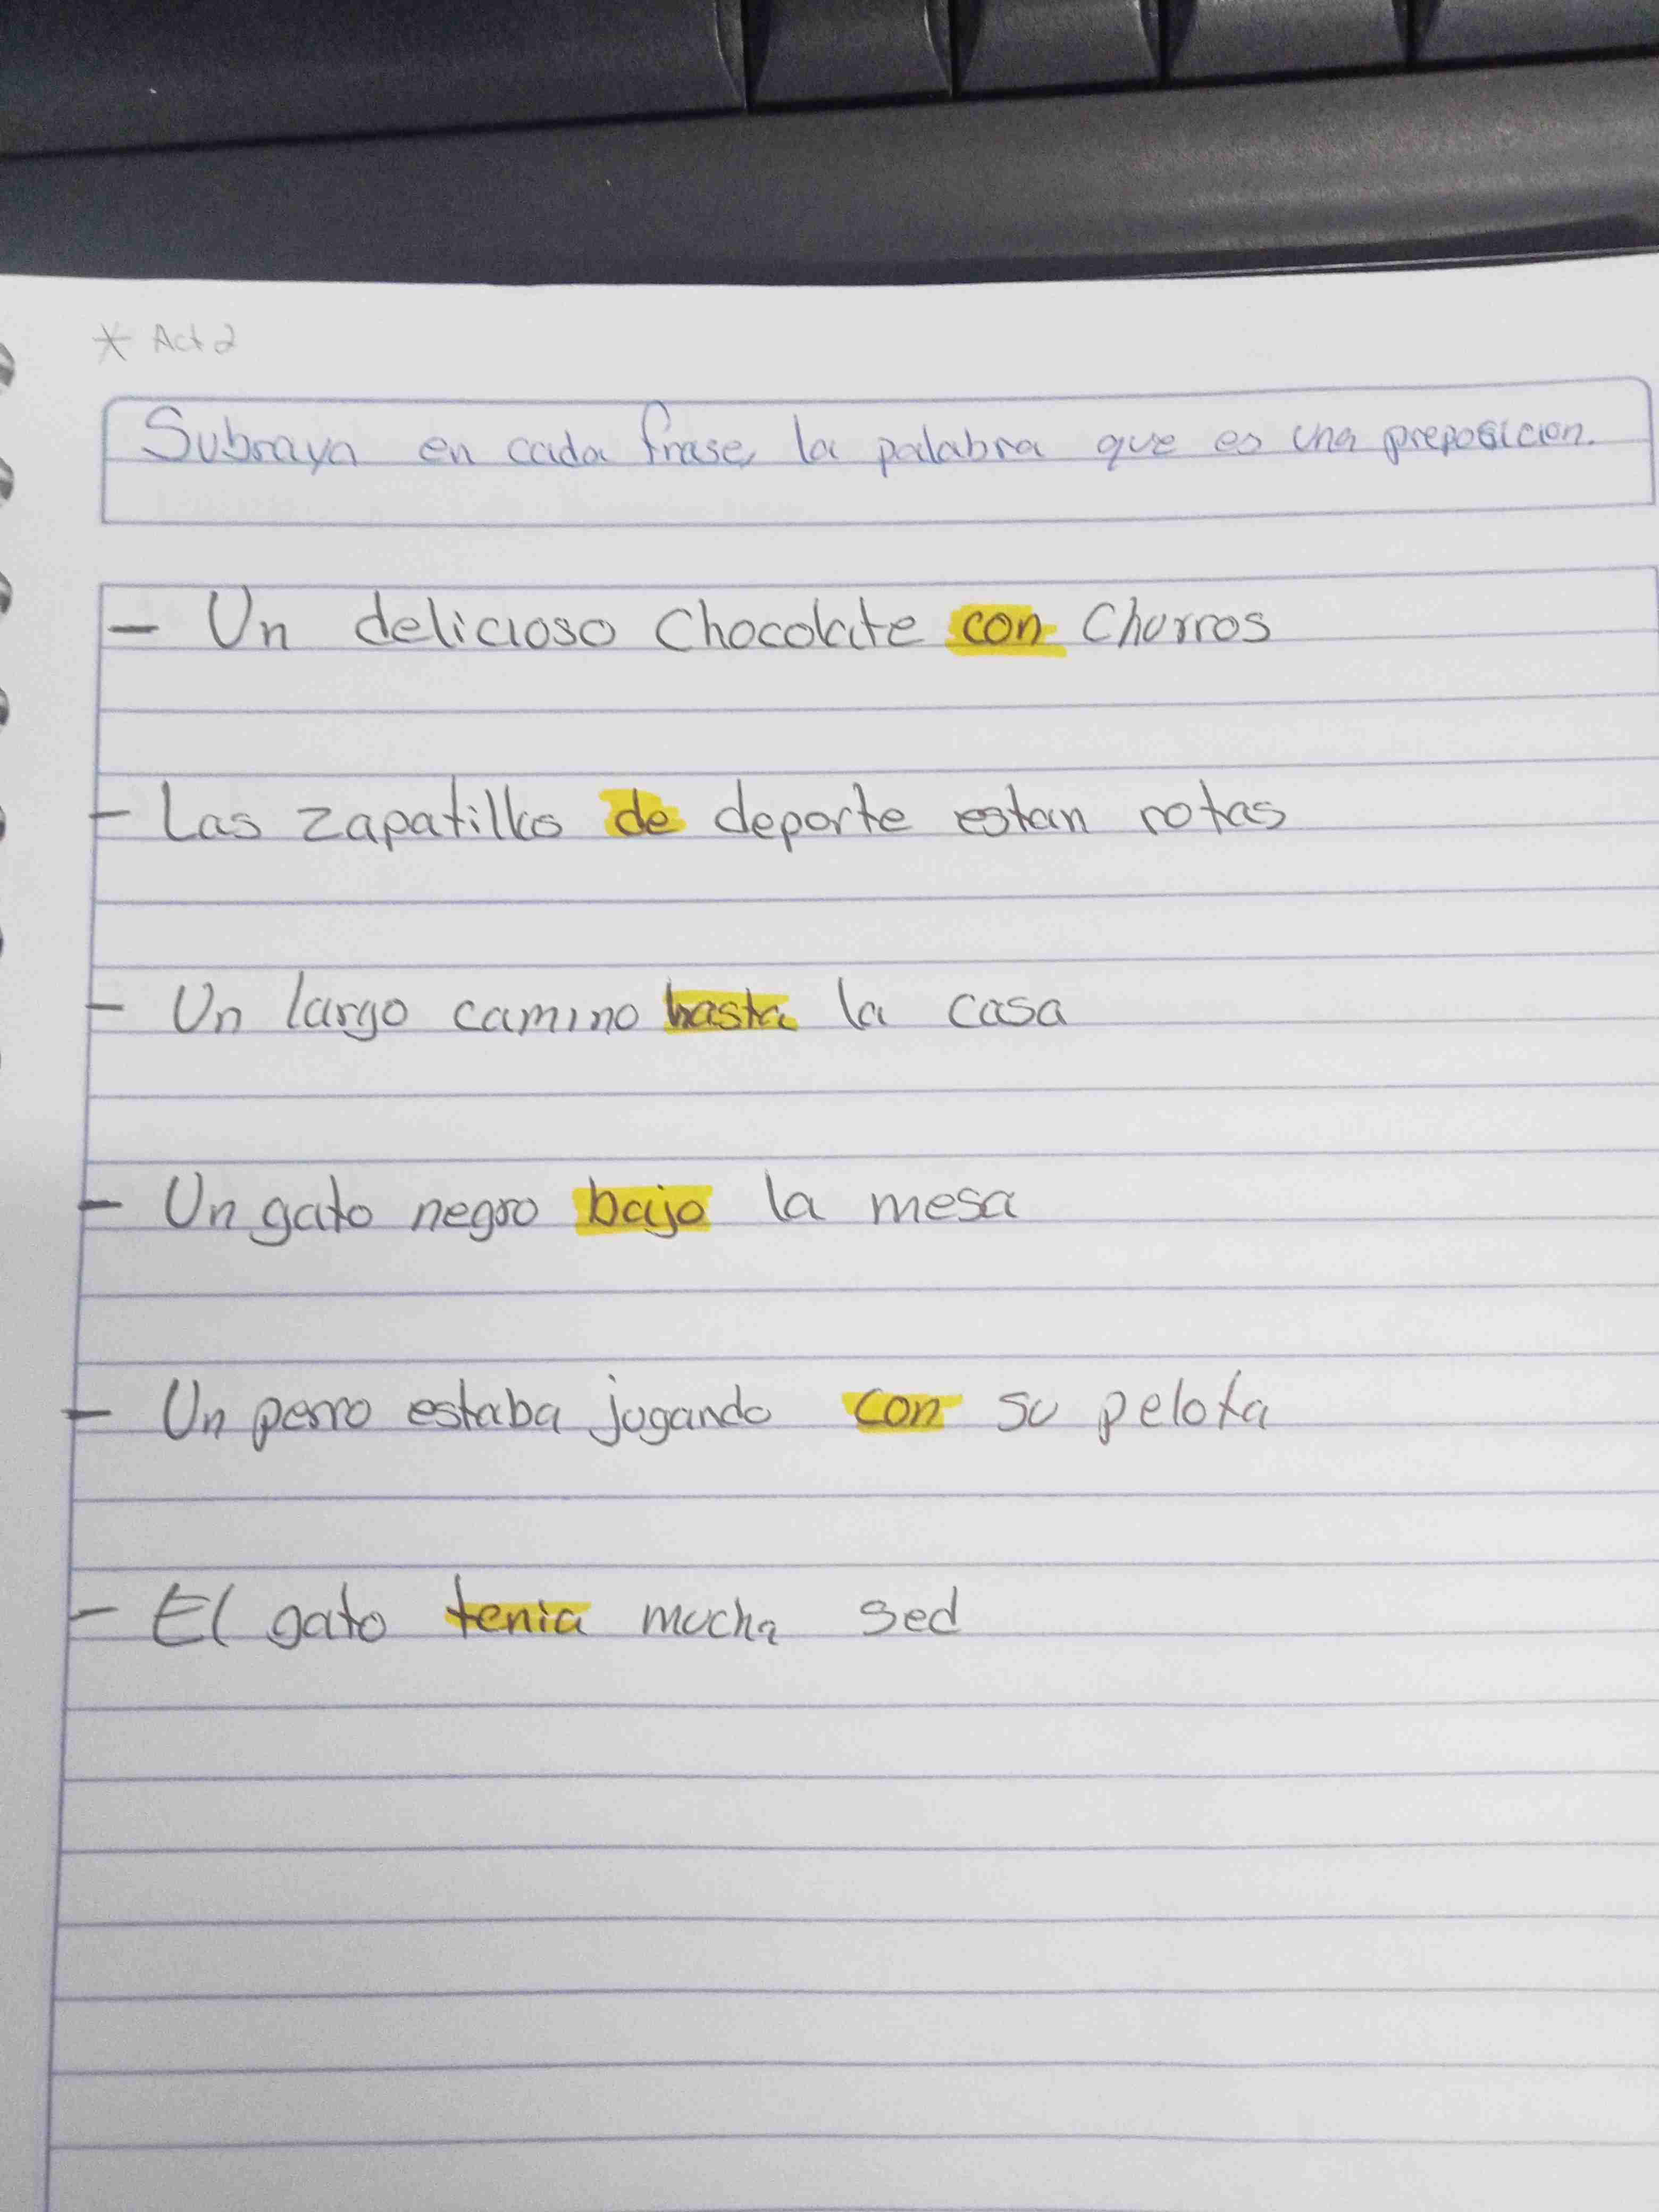 * Act 2
Subraya en cada frase, la palabra que es una preposicion.
- Un delicioso Chocolate con Churros
- Las zapatillas de deporte estan rotas
- Un largo camino hasta la casa
- Un gato negro bajo la mesa
- Un perro estaba jugando con su pelota
- El gato tenia mucha sed